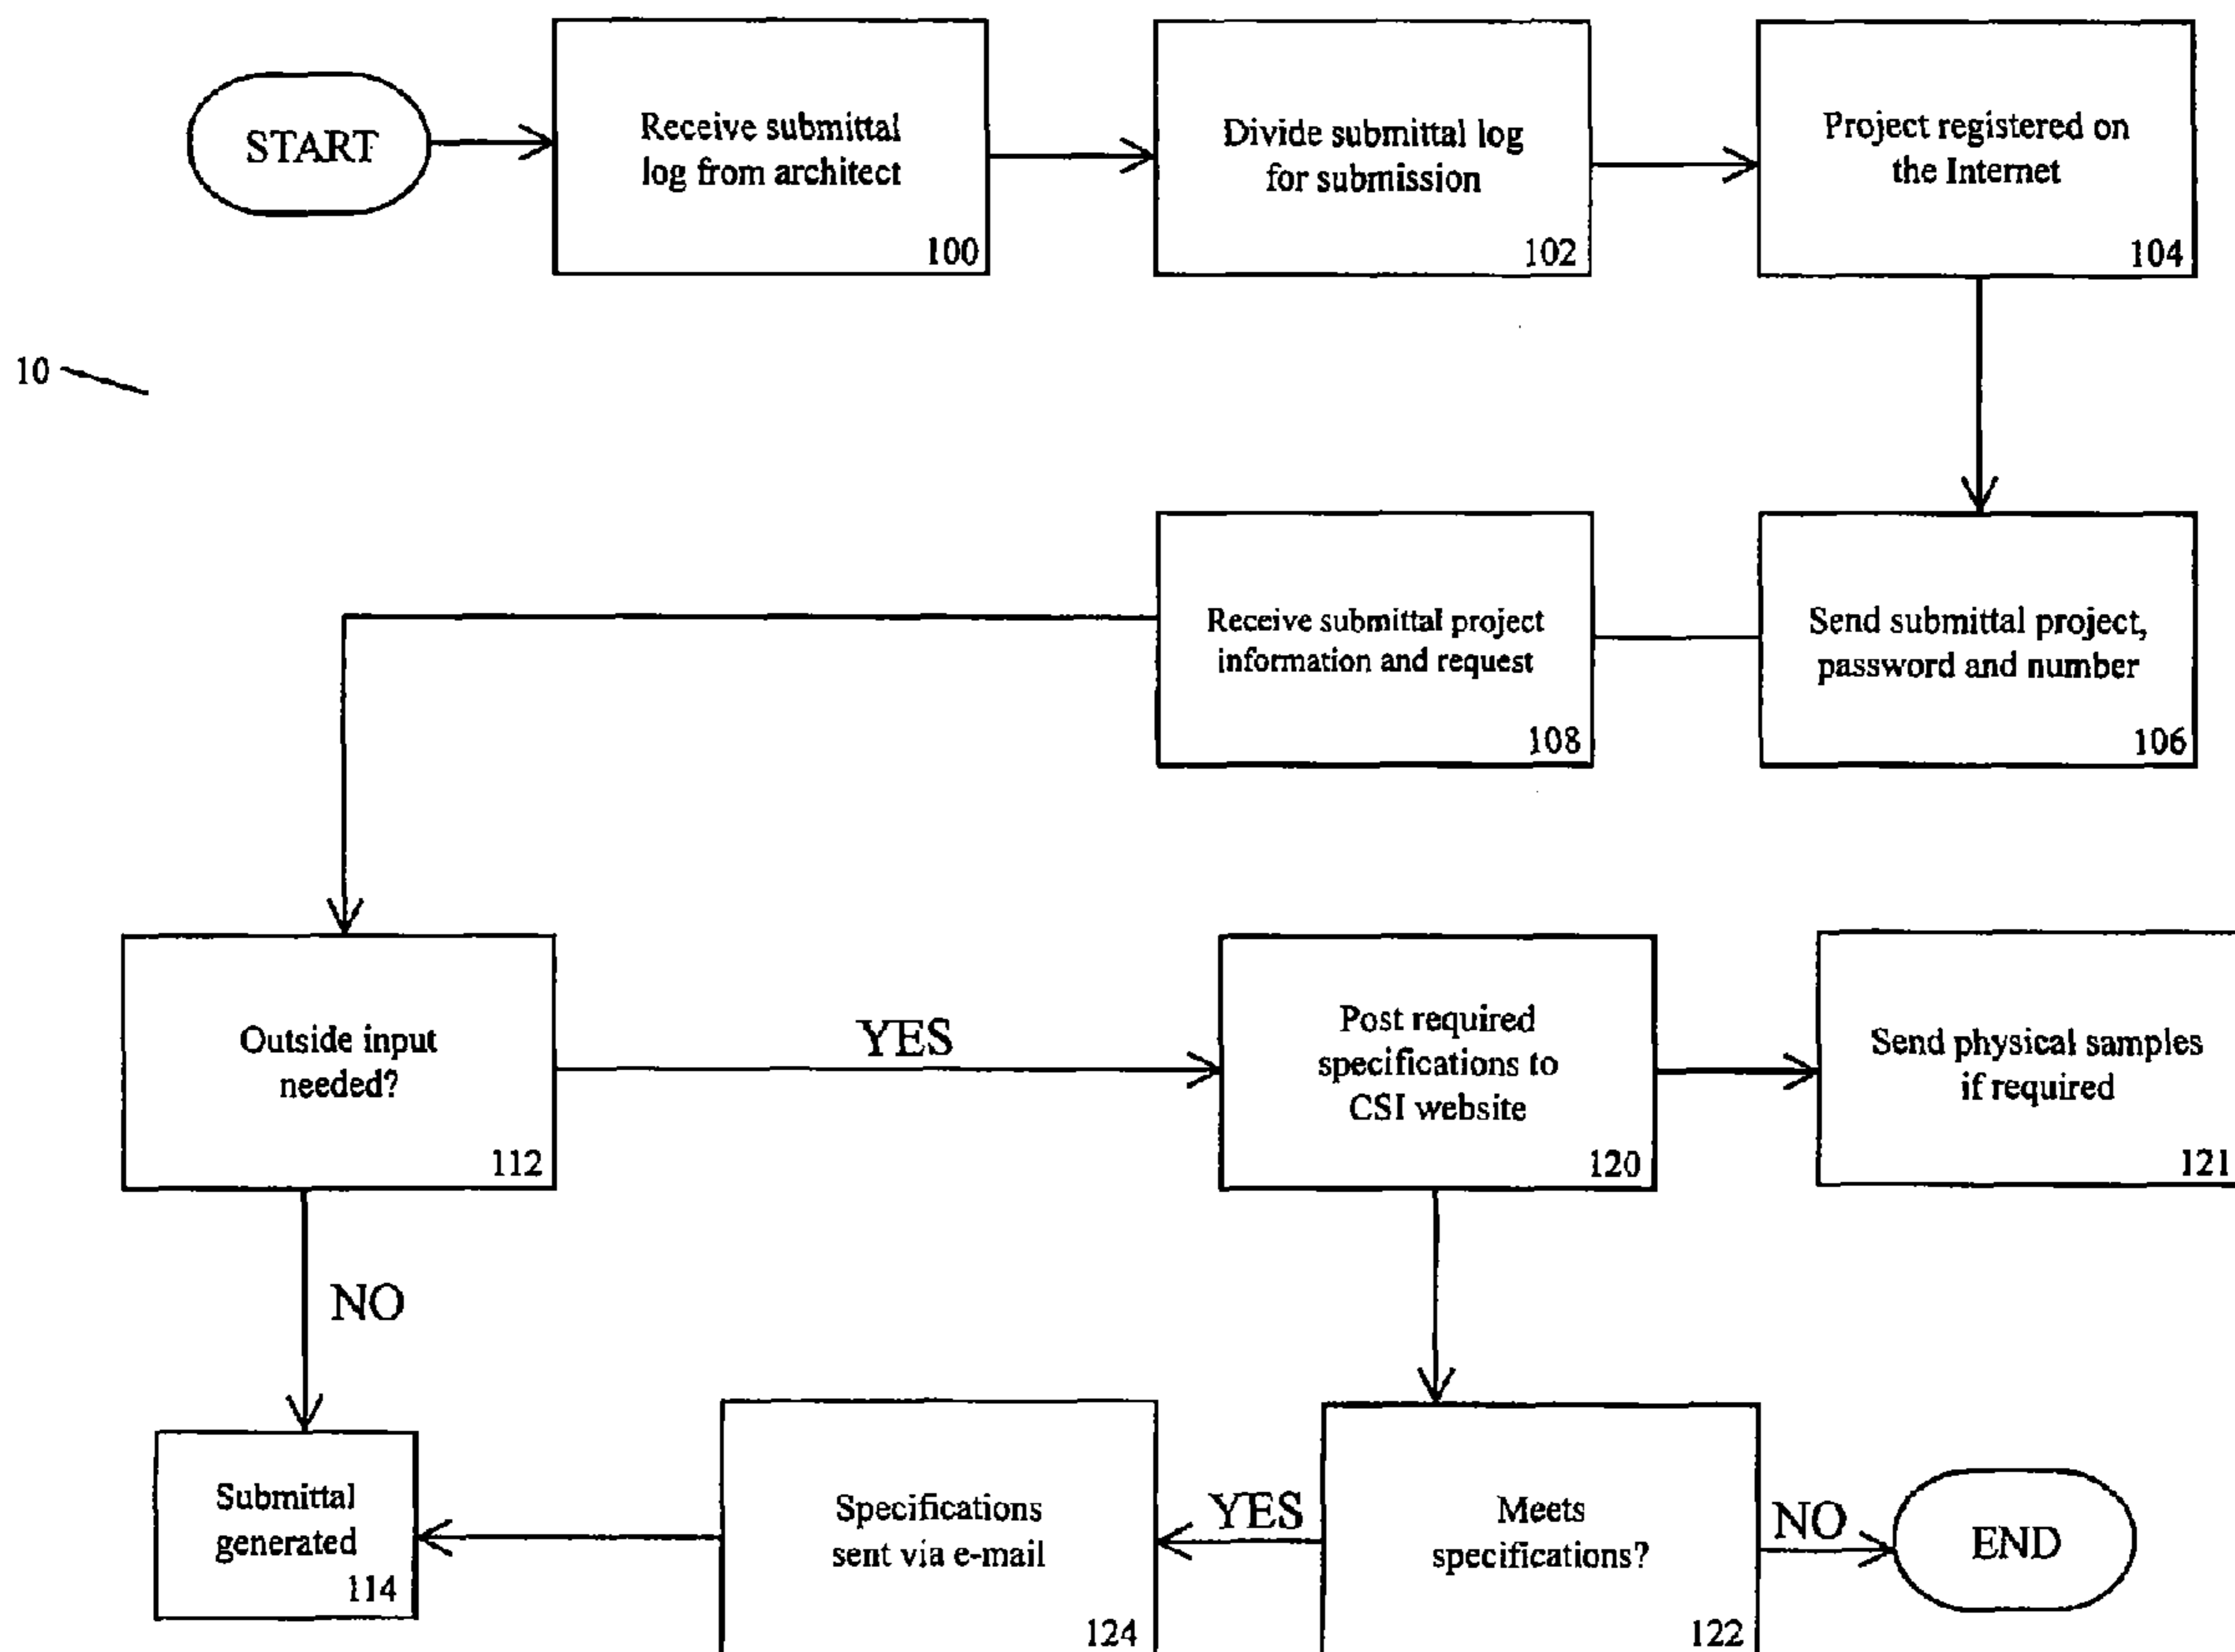 START
Receive submittal
log from architect
100
Divide submittal log
for submission
102
Project registered on
the Internet
104
10
Send submittal project,
password and number
106
Receive submittal project
information and request
108
Outside input
needed?
112
YES
Post required
specifications to
CSI website
120
Send physical samples
if required
121
NO
Submittal
generated
114
Specifications
sent via e-mail
124
YES
Meets
specifications?
122
NO
END